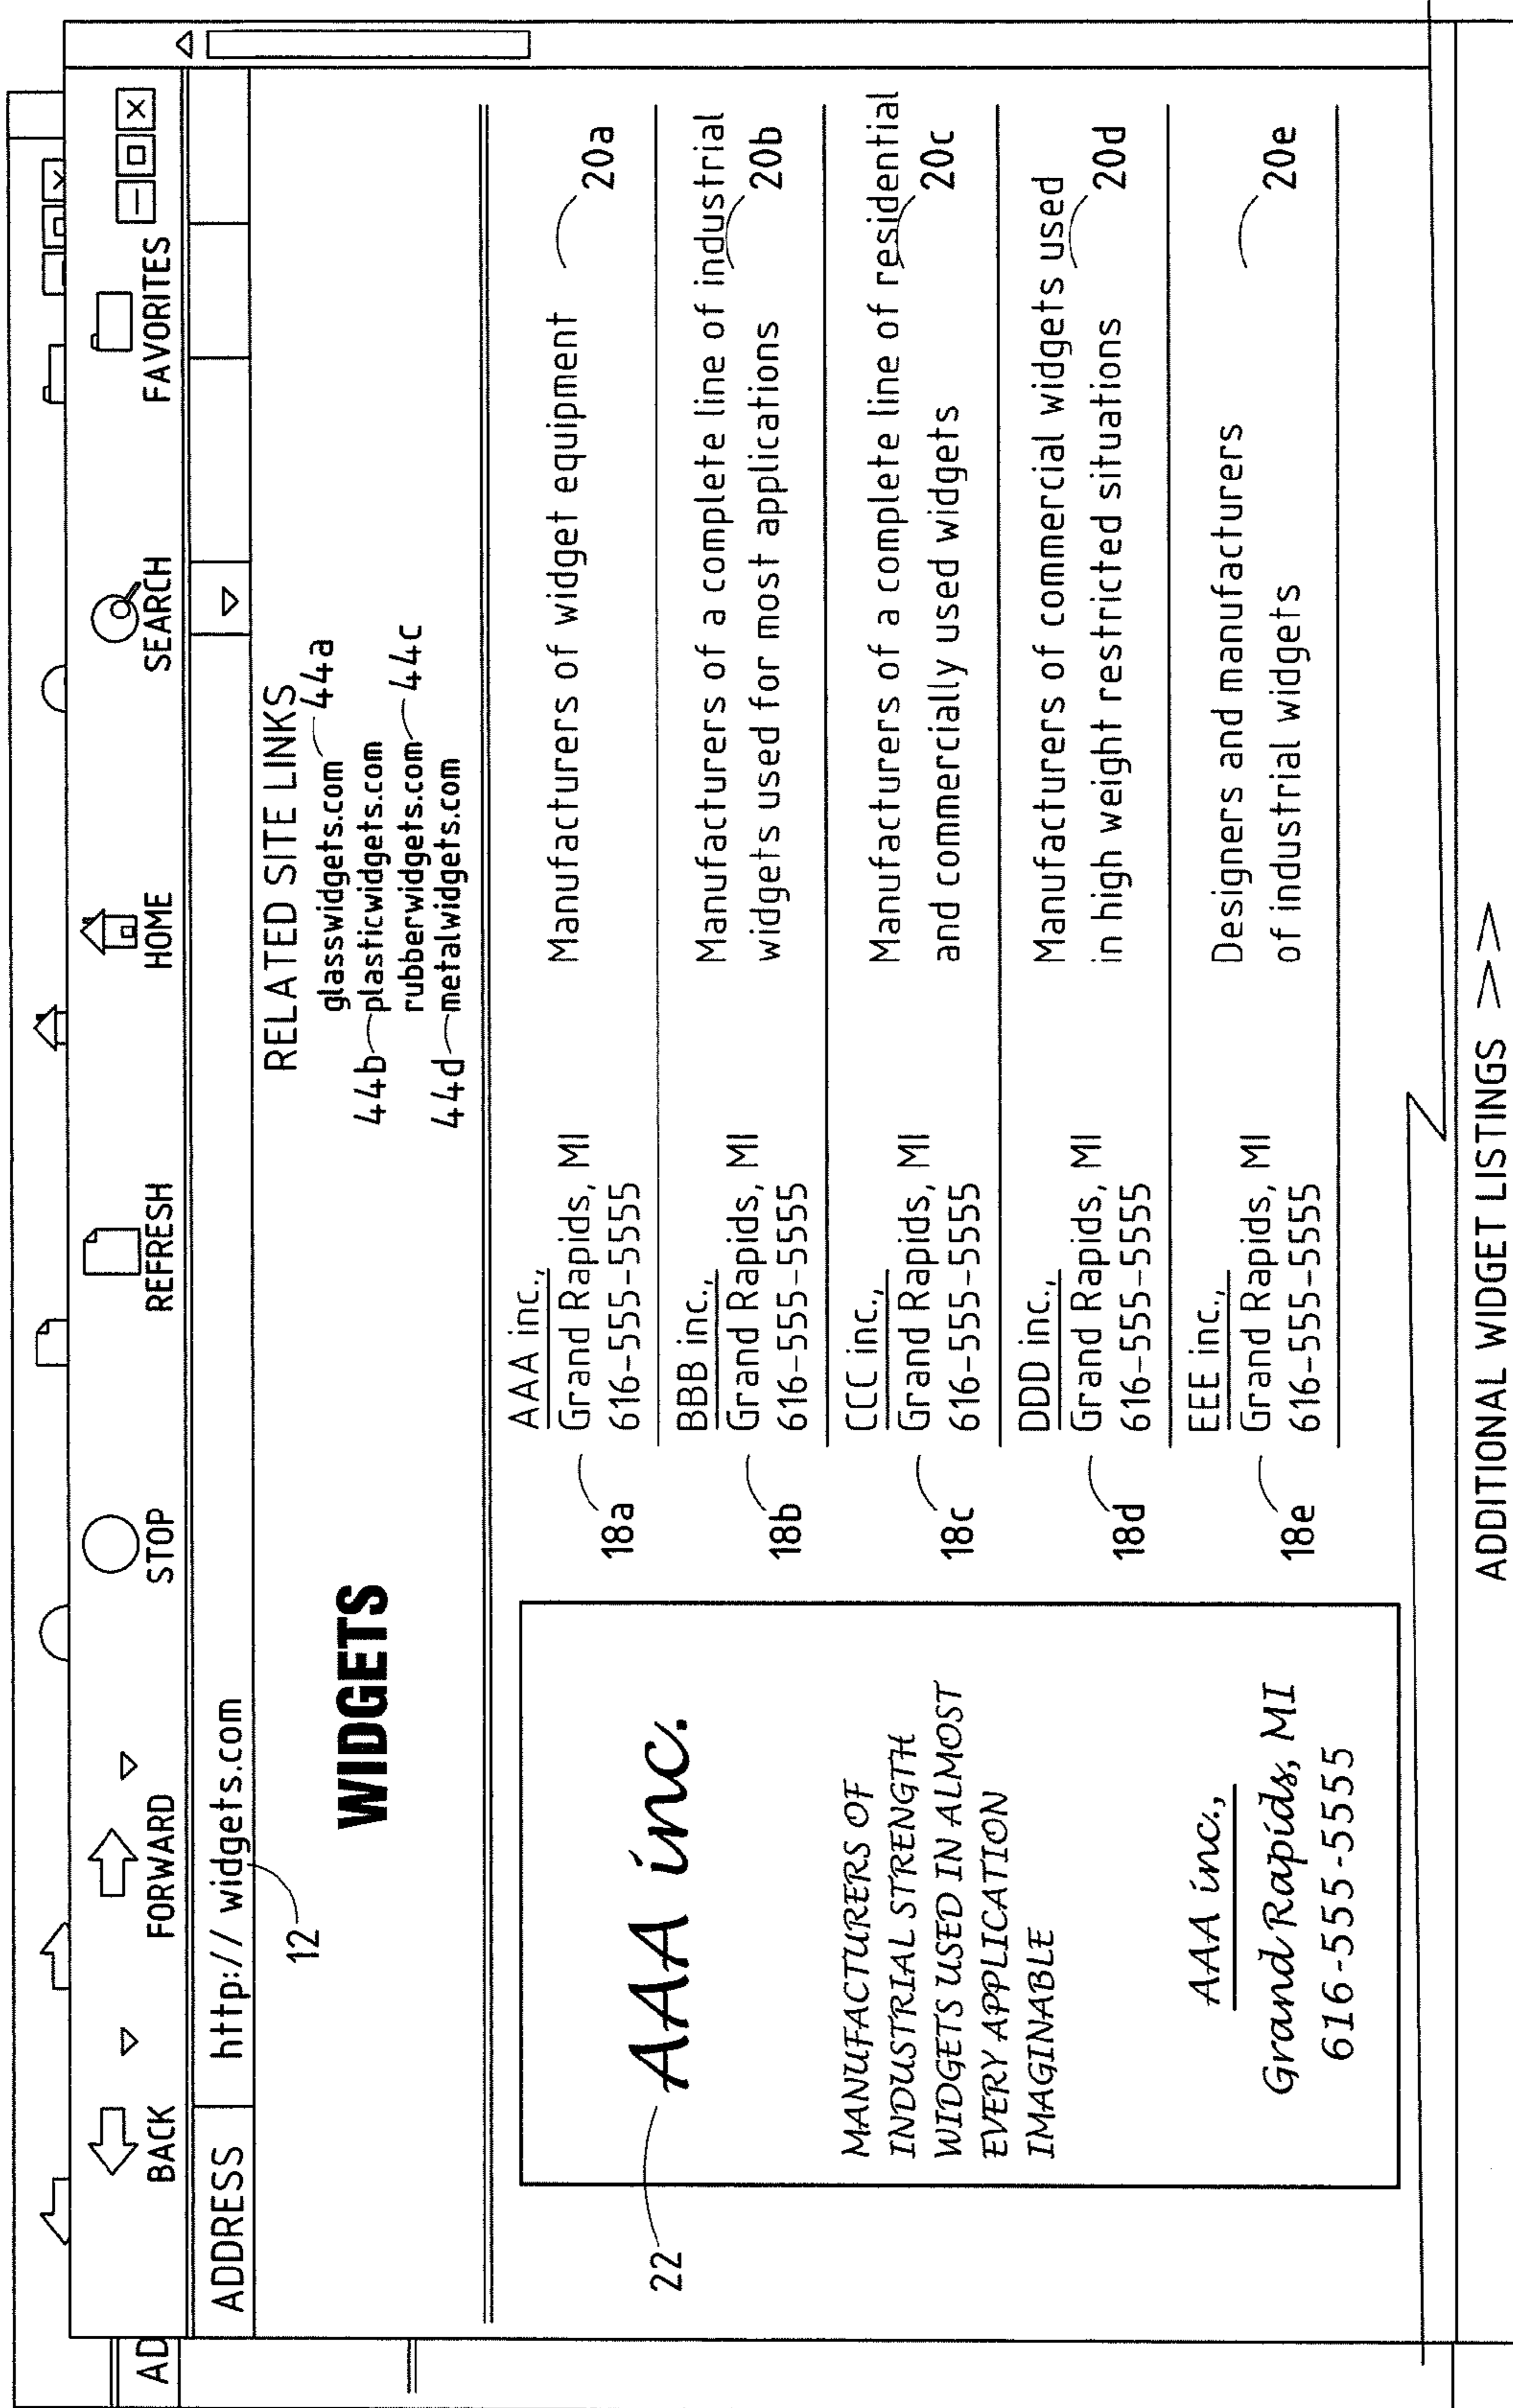 BACK
FORWARD
STOP
REFRESH
HOME
SEARCH
FAVORITES
AD
ADDRESS
http:// widgets.com
12
WIDGETS
RELATED SITE LINKS
glasswidgets.com 44a
44b plasticwidgets.com
rubberwidgets.com 44c
44d metalwidgets.com
22
AAA inc.
MANUFACTURERS OF
INDUSTRIAL STRENGTH
WIDGETS USED IN ALMOST
EVERY APPLICATION
IMAGINABLE
AAA inc.,
Grand Rapids, MI
616-555-5555
18a
AAA inc.,
Grand Rapids, MI
616-555-5555
Manufacturers of widget equipment
20a
18b
BBB inc.,
Grand Rapids, MI
616-555-5555
Manufacturers of a complete line of industrial
widgets used for most applications
20b
18c
CCC inc.,
Grand Rapids, MI
616-555-5555
Manufacturers of a complete line of residential
and commercially used widgets
20c
18d
DDD inc.,
Grand Rapids, MI
616-555-5555
Manufacturers of commercial widgets used
in high weight restricted situations
20d
18e
EEE inc.,
Grand Rapids, MI
616-555-5555
Designers and manufacturers
of industrial widgets
20e
ADDITIONAL WIDGET LISTINGS >>